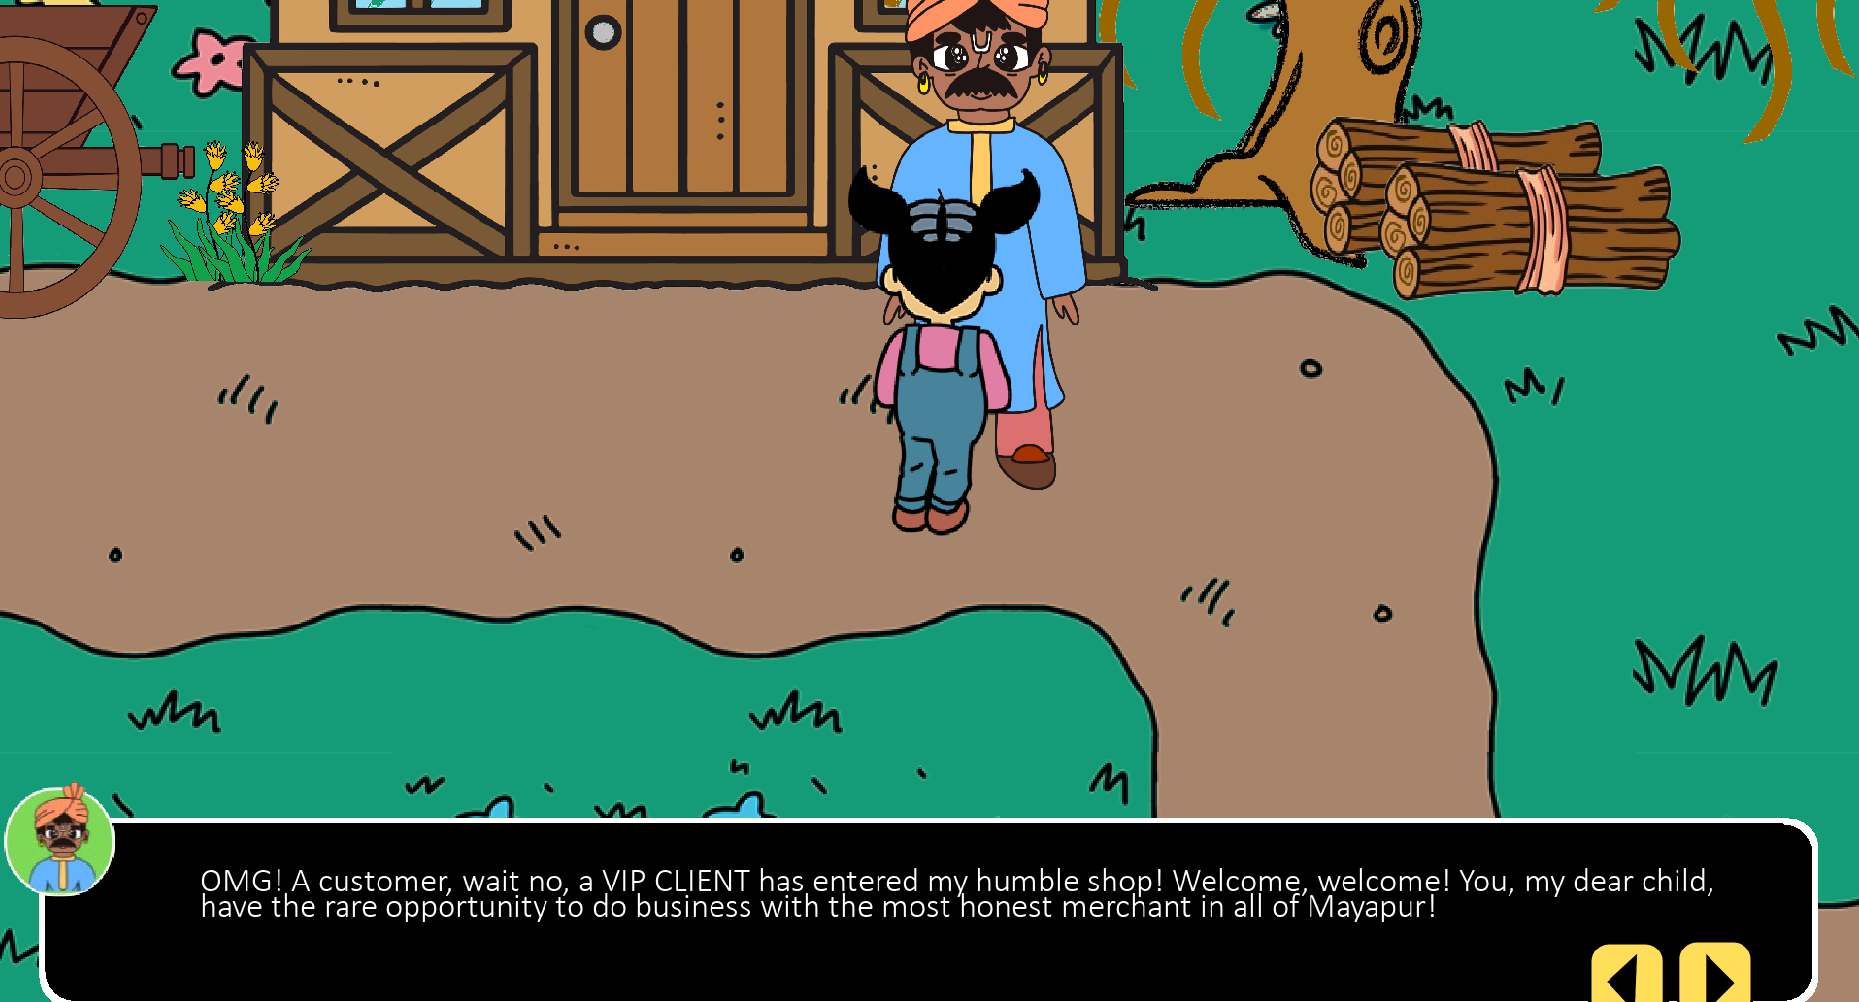 OMG! A customer, wait no, a VIP CLIENT has entered my humble shop! Welcome, welcome! You, my dear child,
have the rare opportunity to do business with the most honest merchant in all of Mayapur!